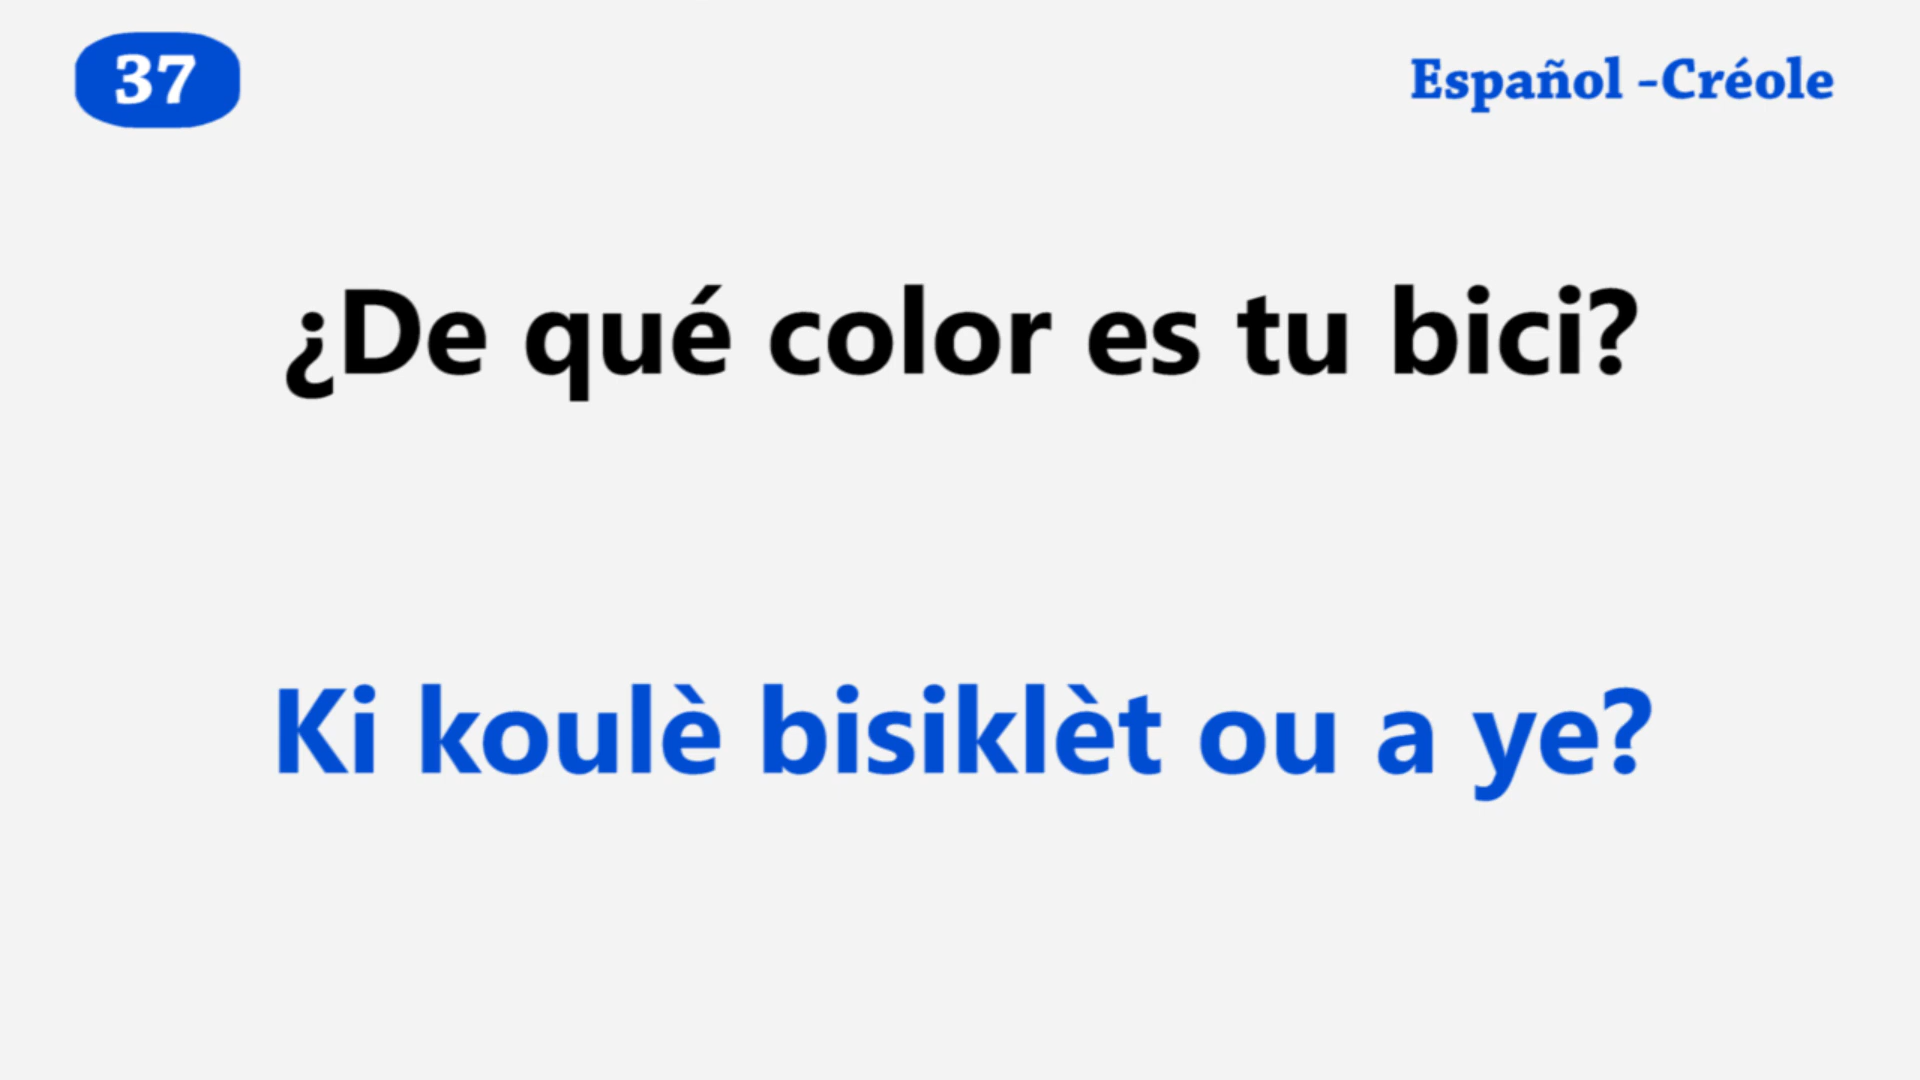 37
Español -Créole
¿De qué color es tu bici?
Ki koulè bisiklèt ou a ye?